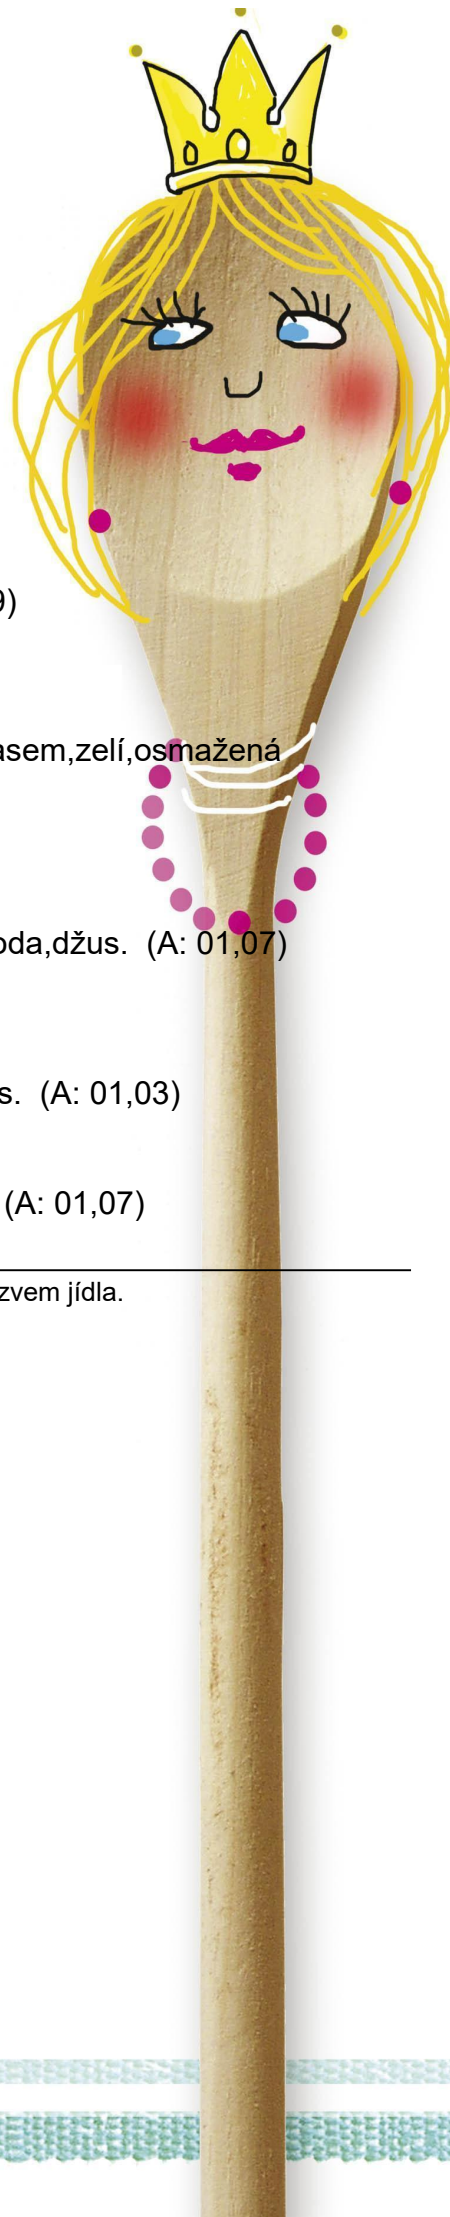 9)
asem,zelí,osmažená
oda,džus. (A: 01,07)
s. (A: 01,03)
(A: 01,07)
zvem jídla.